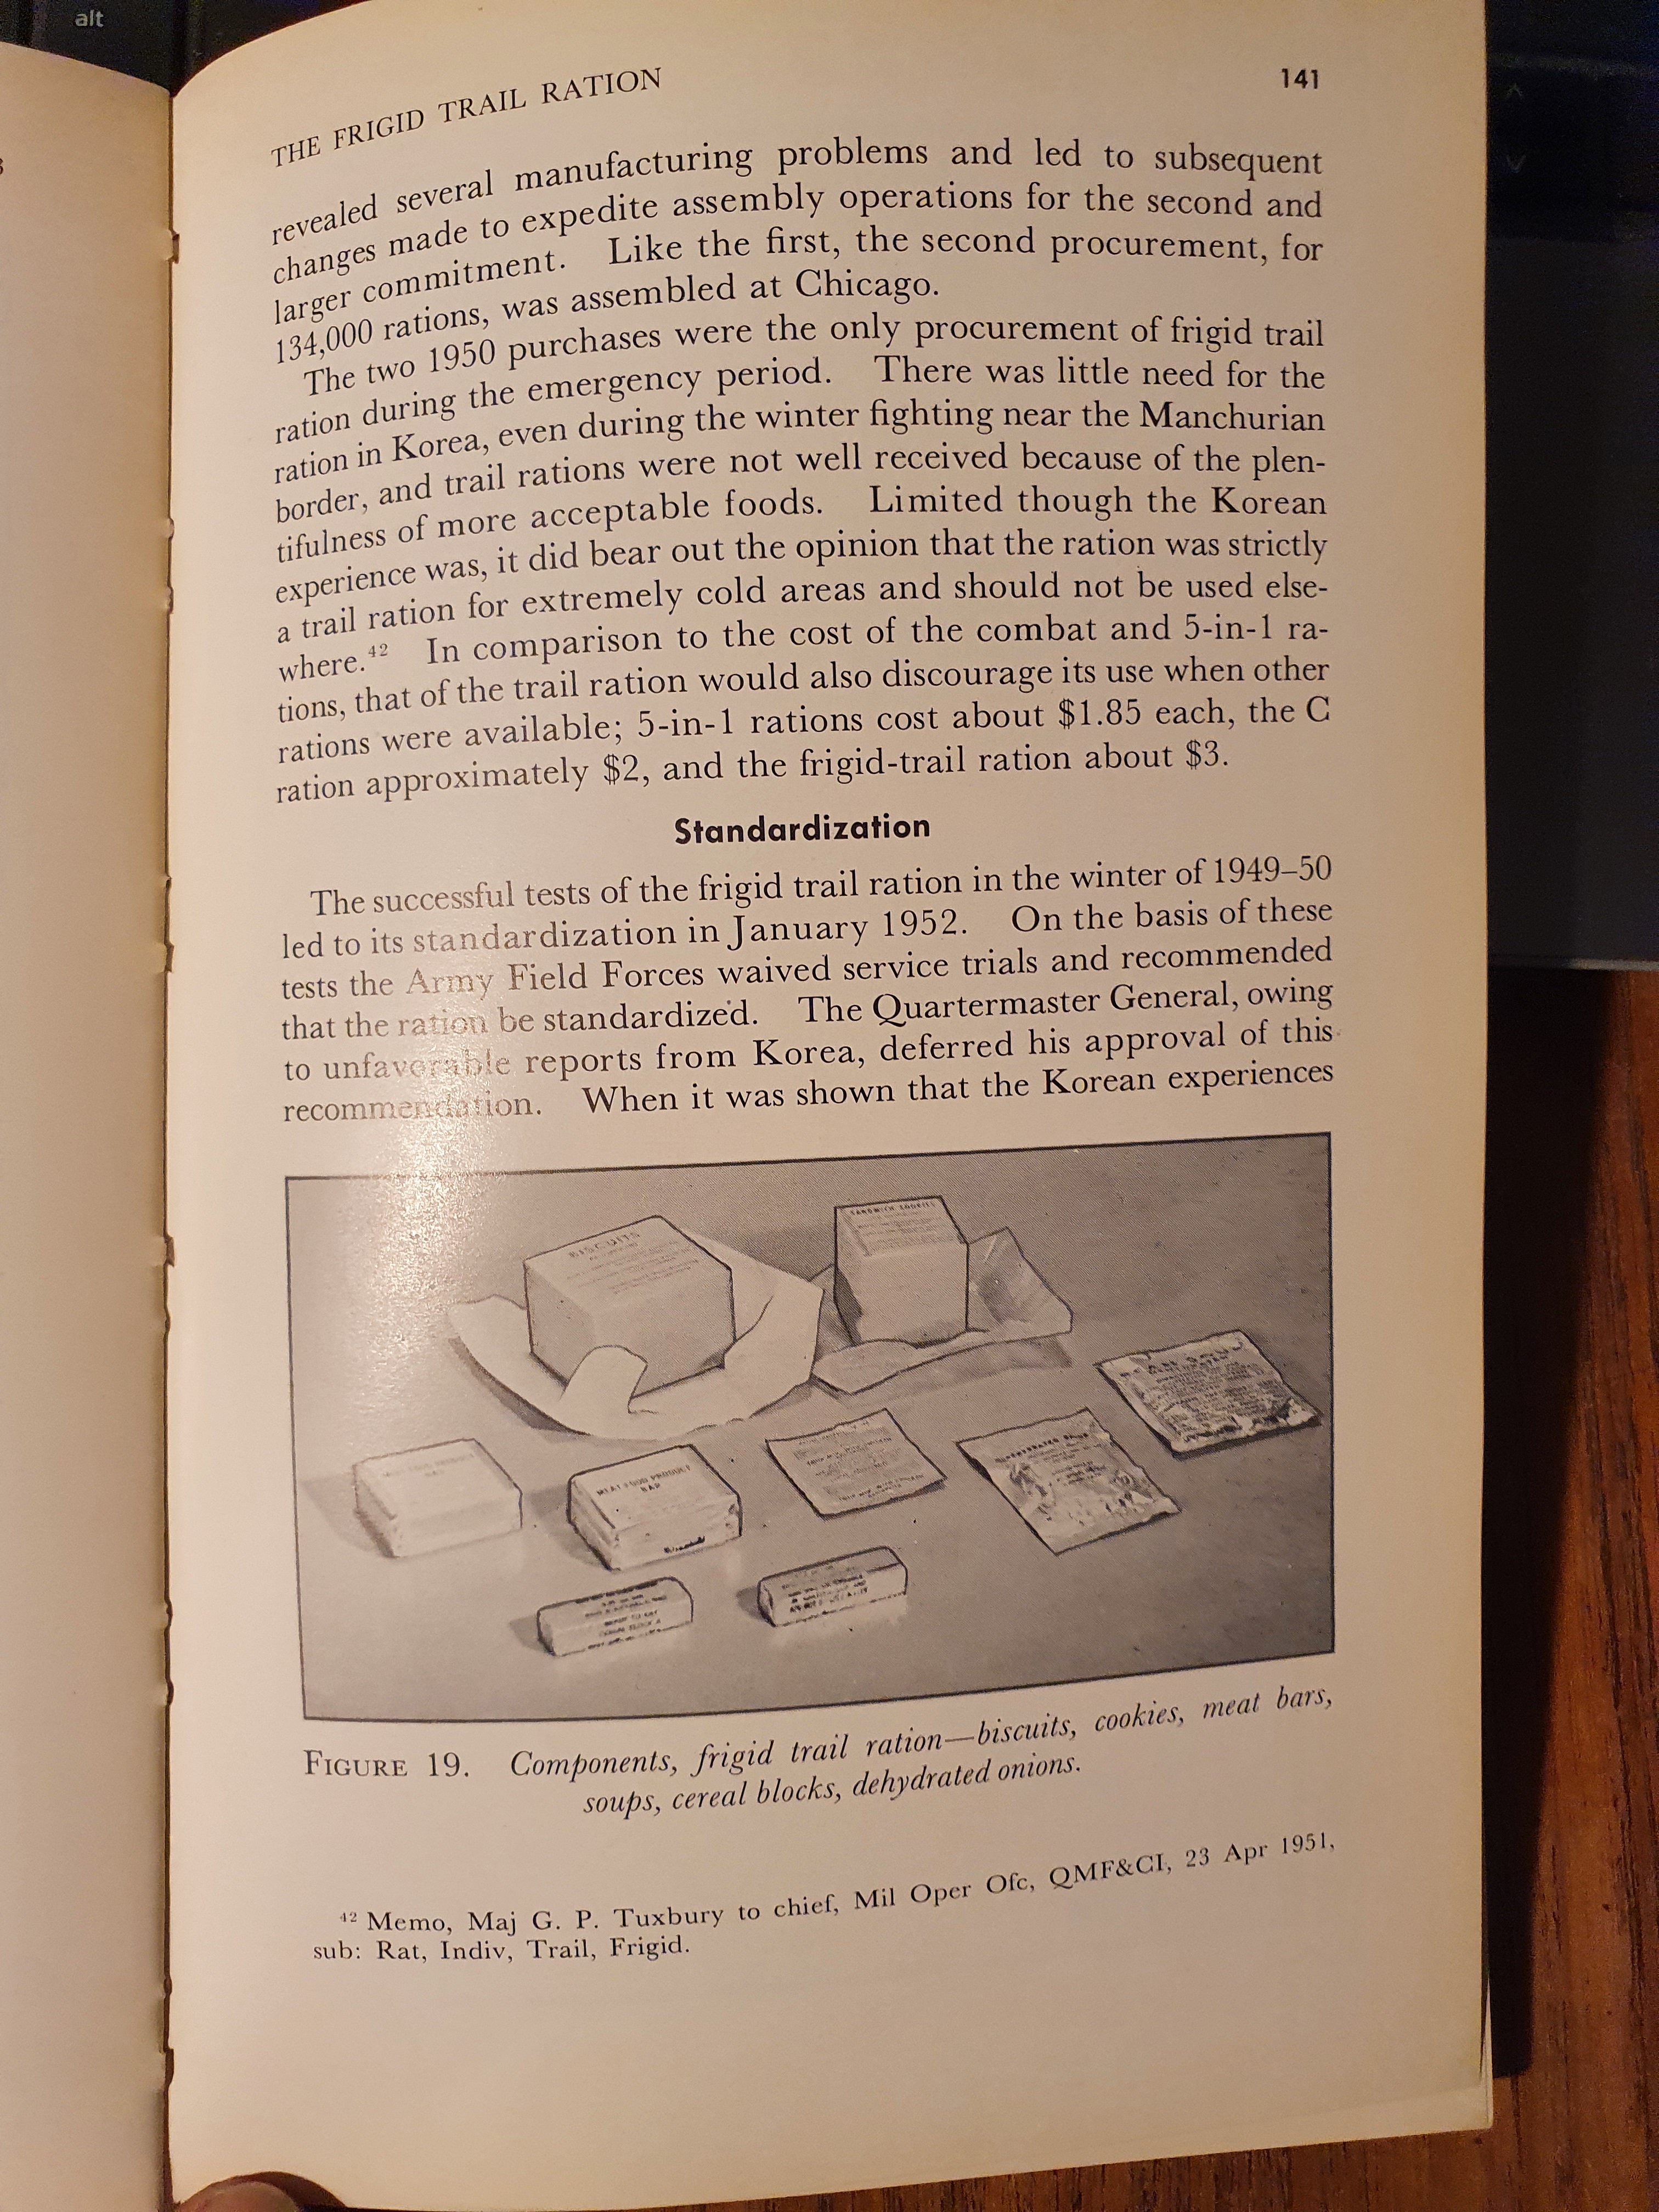 alt
THE FRIGID TRAIL RATION 141
revealed several manufacturing problems and led to subsequent
changes made to expedite assembly operations for the second and
larger commitment. Like the first, the second procurement, for
134,000 rations, was assembled at Chicago.
The two 1950 purchases were the only procurement of frigid trail
ration during the emergency period. There was little need for the
ration in Korea, even during the winter fighting near the Manchurian
border, and trail rations were not well received because of the plen-
tifulness of more acceptable foods. Limited though the Korean
experience was, it did bear out the opinion that the ration was strictly
a trail ration for extremely cold areas and should not be used else-
where.42 In comparison to the cost of the combat and 5-in-1 ra-
tions, that of the trail ration would also discourage its use when other
rations were available; 5-in-1 rations cost about $1.85 each, the C
ration approximately $2, and the frigid-trail ration about $3.
Standardization
The successful tests of the frigid trail ration in the winter of 1949–50
led to its standardization in January 1952. On the basis of these
tests the Army Field Forces waived service trials and recommended
that the ration be standardized. The Quartermaster General, owing
to unfavorable reports from Korea, deferred his approval of this
recommendation. When it was shown that the Korean experiences
BISCUITS
SANDWICH COOKIES
MEAT FOOD PRODUCT
BAR
MEAT FOOD PRODUCT
BAR
FIGURE 19. Components, frigid trail ration—biscuits, cookies, meat bars,
soups, cereal blocks, dehydrated onions.
42 Memo, Maj G. P. Tuxbury to chief, Mil Oper Ofc, QMF&CI, 23 Apr 1951,
sub: Rat, Indiv, Trail, Frigid.